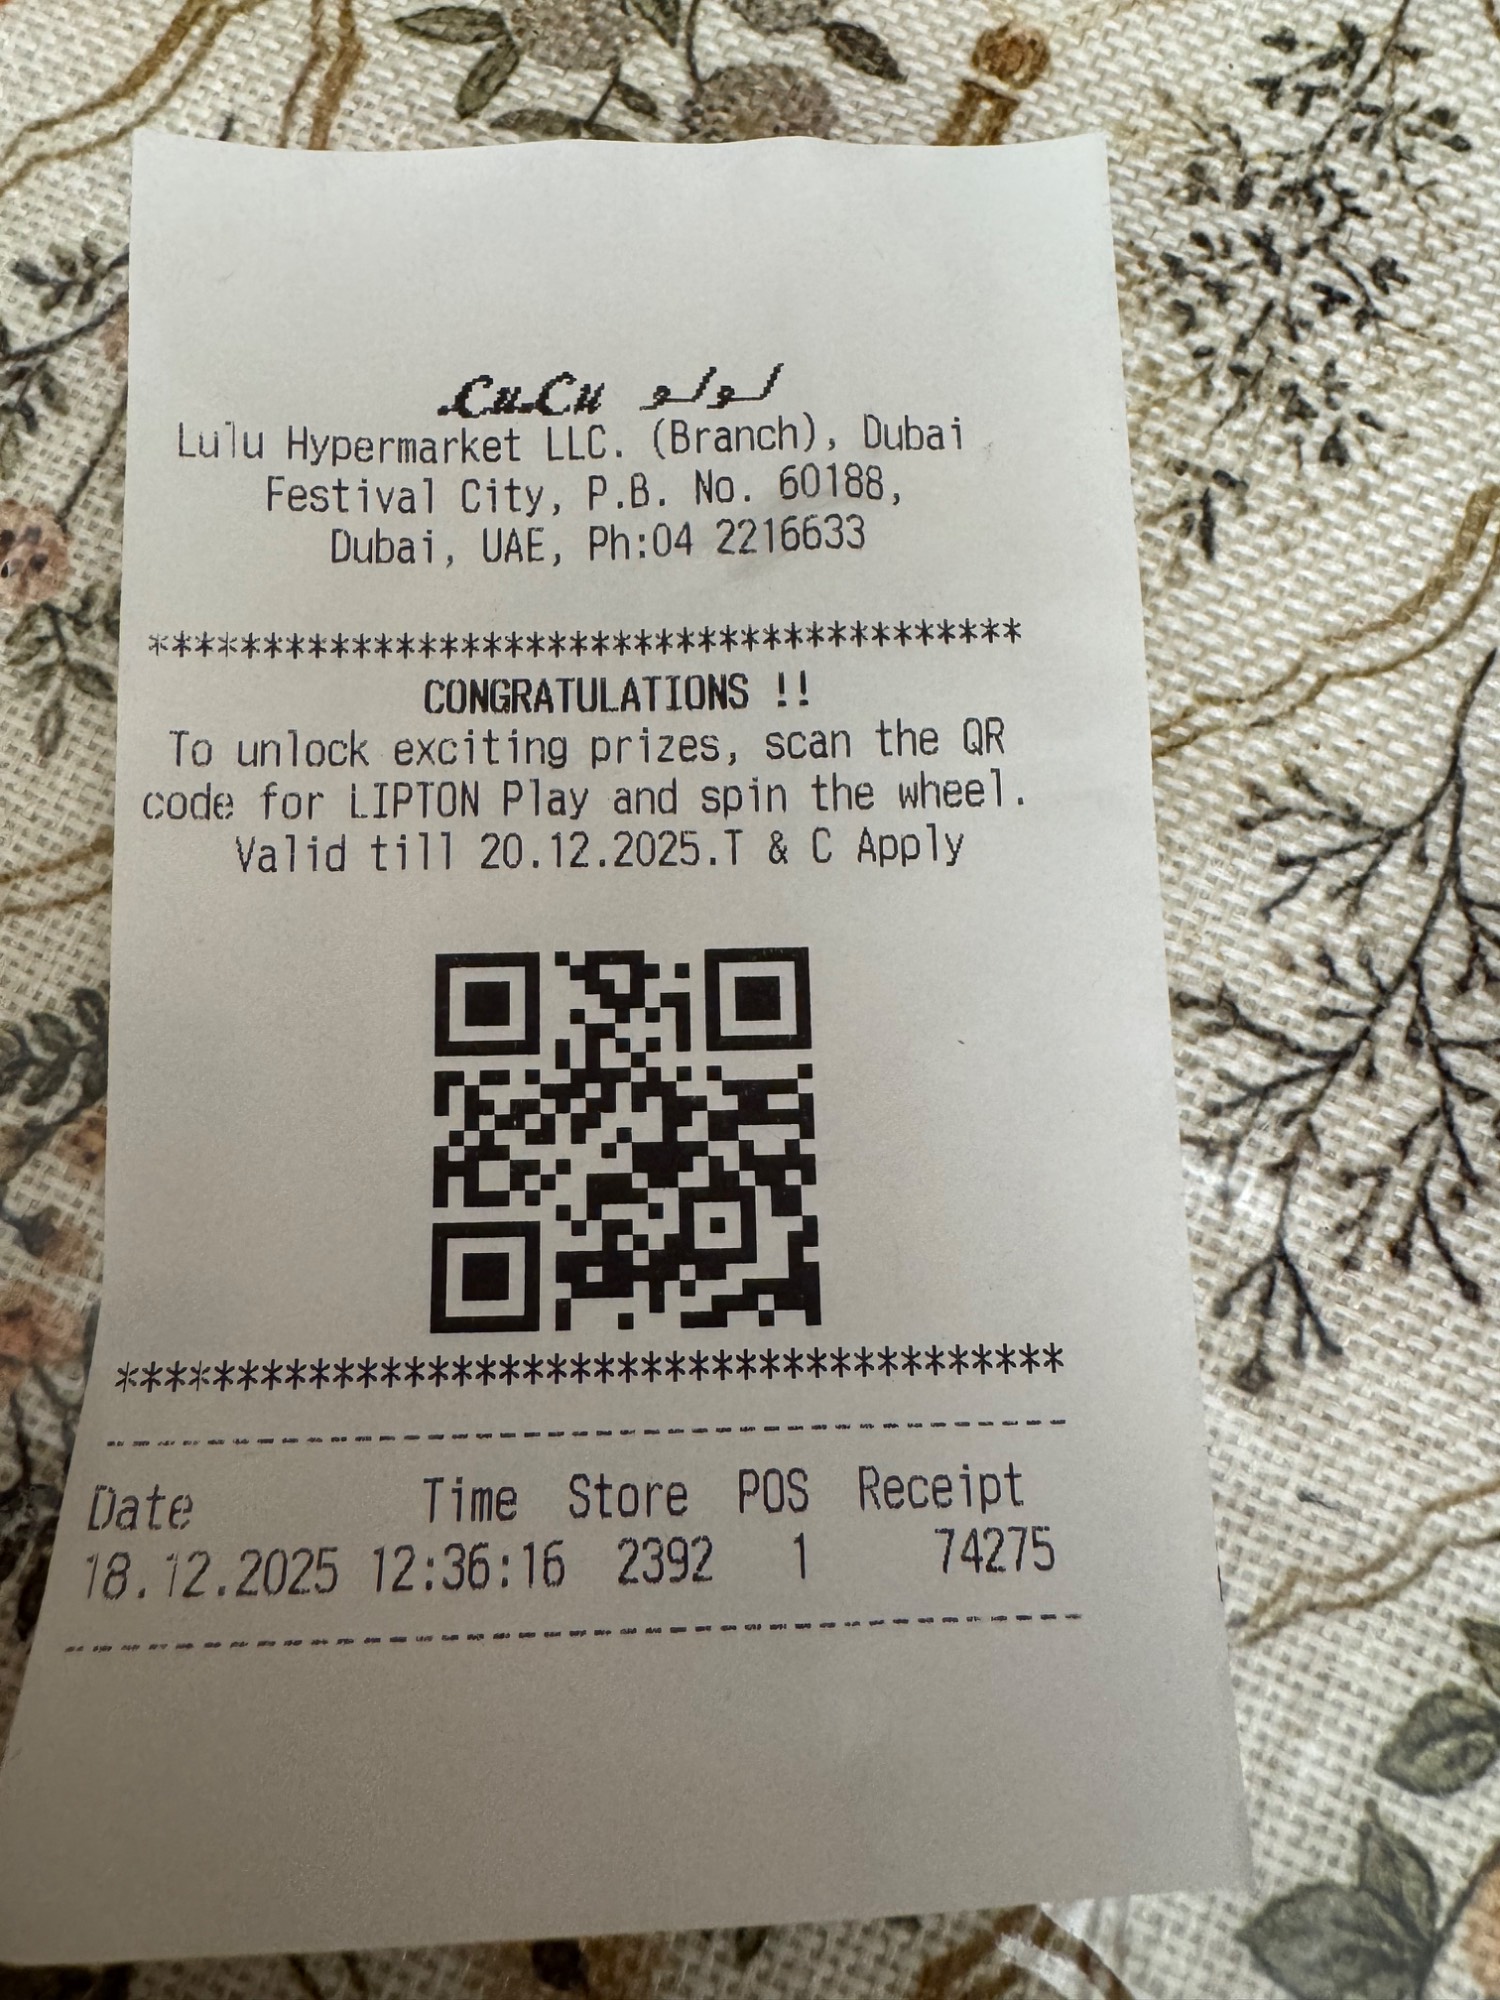 LuLu لولو
Lulu Hypermarket LLC. (Branch), Dubai
Festival City, P.B. No. 60188,
Dubai, UAE, Ph:04 2216633
**************************************
CONGRATULATIONS !!
To unlock exciting prizes, scan the QR
code for LIPTON Play and spin the wheel.
Valid till 20.12.2025.T & C Apply
**************************************
Date Time Store POS Receipt
18.12.2025 12:36:16 2392 1 74275